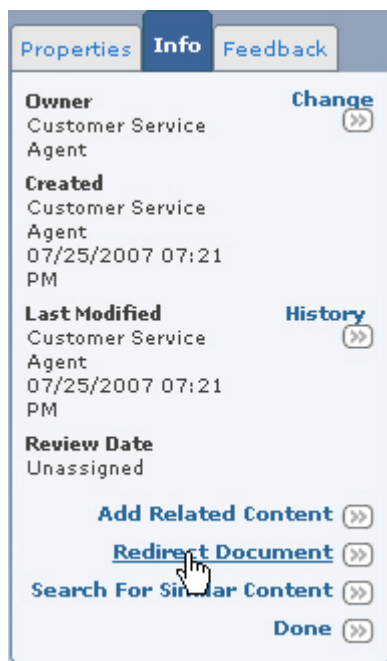 Properties Info Feedback
Owner Change
Customer Service
Agent
Created
Customer Service
Agent
07/25/2007 07:21
PM
Last Modified History
Customer Service
Agent
07/25/2007 07:21
PM
Review Date
Unassigned
Add Related Content
Redirect Document
Search For Similar Content
Done